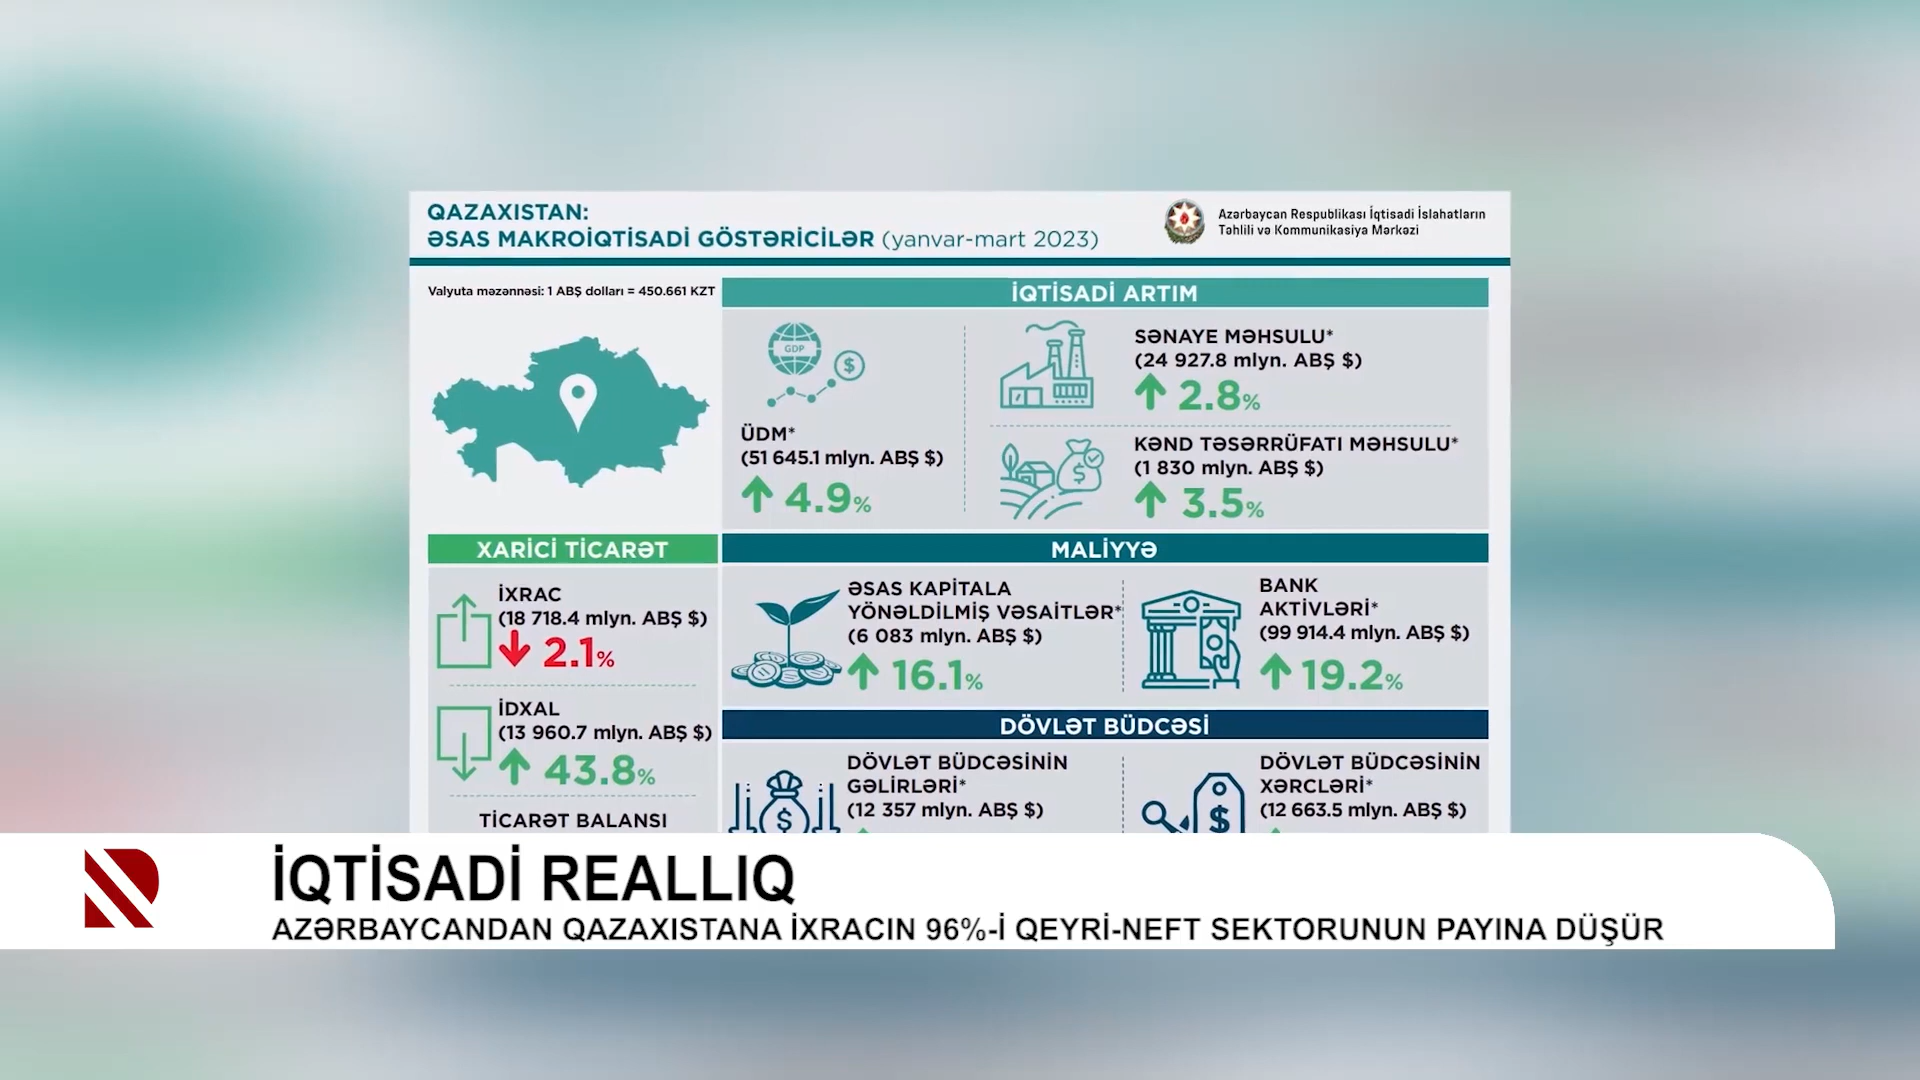 QAZAXISTAN:
ƏSAS MAKROİQTİSADİ GÖSTƏRİCİLƏR (yanvar-mart 2023)
Azərbaycan Respublikası İqtisadi İslahatların
Təhlili və Kommunikasiya Mərkəzi
Valyuta məzənnəsi: 1 ABŞ dolları = 450.661 KZT
İQTİSADİ ARTIM
GDP
$
ÜDM*
(51 645.1 mlyn. ABŞ $)
4.9%
SƏNAYE MƏHSULU*
(24 927.8 mlyn. ABŞ $)
2.8%
KƏND TƏSƏRRÜFATI MƏHSULU*
(1 830 mlyn. ABŞ $)
3.5%
$
XARİCİ TİCARƏT
İXRAC
(18 718.4 mlyn. ABŞ $)
2.1%
İDXAL
(13 960.7 mlyn. ABŞ $)
43.8%
TİCARƏT BALANSI
MALİYYƏ
ƏSAS KAPİTALA
YÖNƏLDİLMİŞ VƏSAİTLƏR*
(6 083 mlyn. ABŞ $)
16.1%
BANK
AKTİVLƏRİ*
(99 914.4 mlyn. ABŞ $)
19.2%
DÖVLƏT BÜDCƏSİ
DÖVLƏT BÜDCƏSİNİN
GƏLİRLƏRİ*
(12 357 mlyn. ABŞ $)
$
DÖVLƏT BÜDCƏSİNİN
XƏRCLƏRİ*
(12 663.5 mlyn. ABŞ $)
$
İQTİSADİ REALLIQ
AZƏRBAYCANDAN QAZAXISTANA İXRACIN 96%-İ QEYRİ-NEFT SEKTORUNUN PAYINA DÜŞÜR